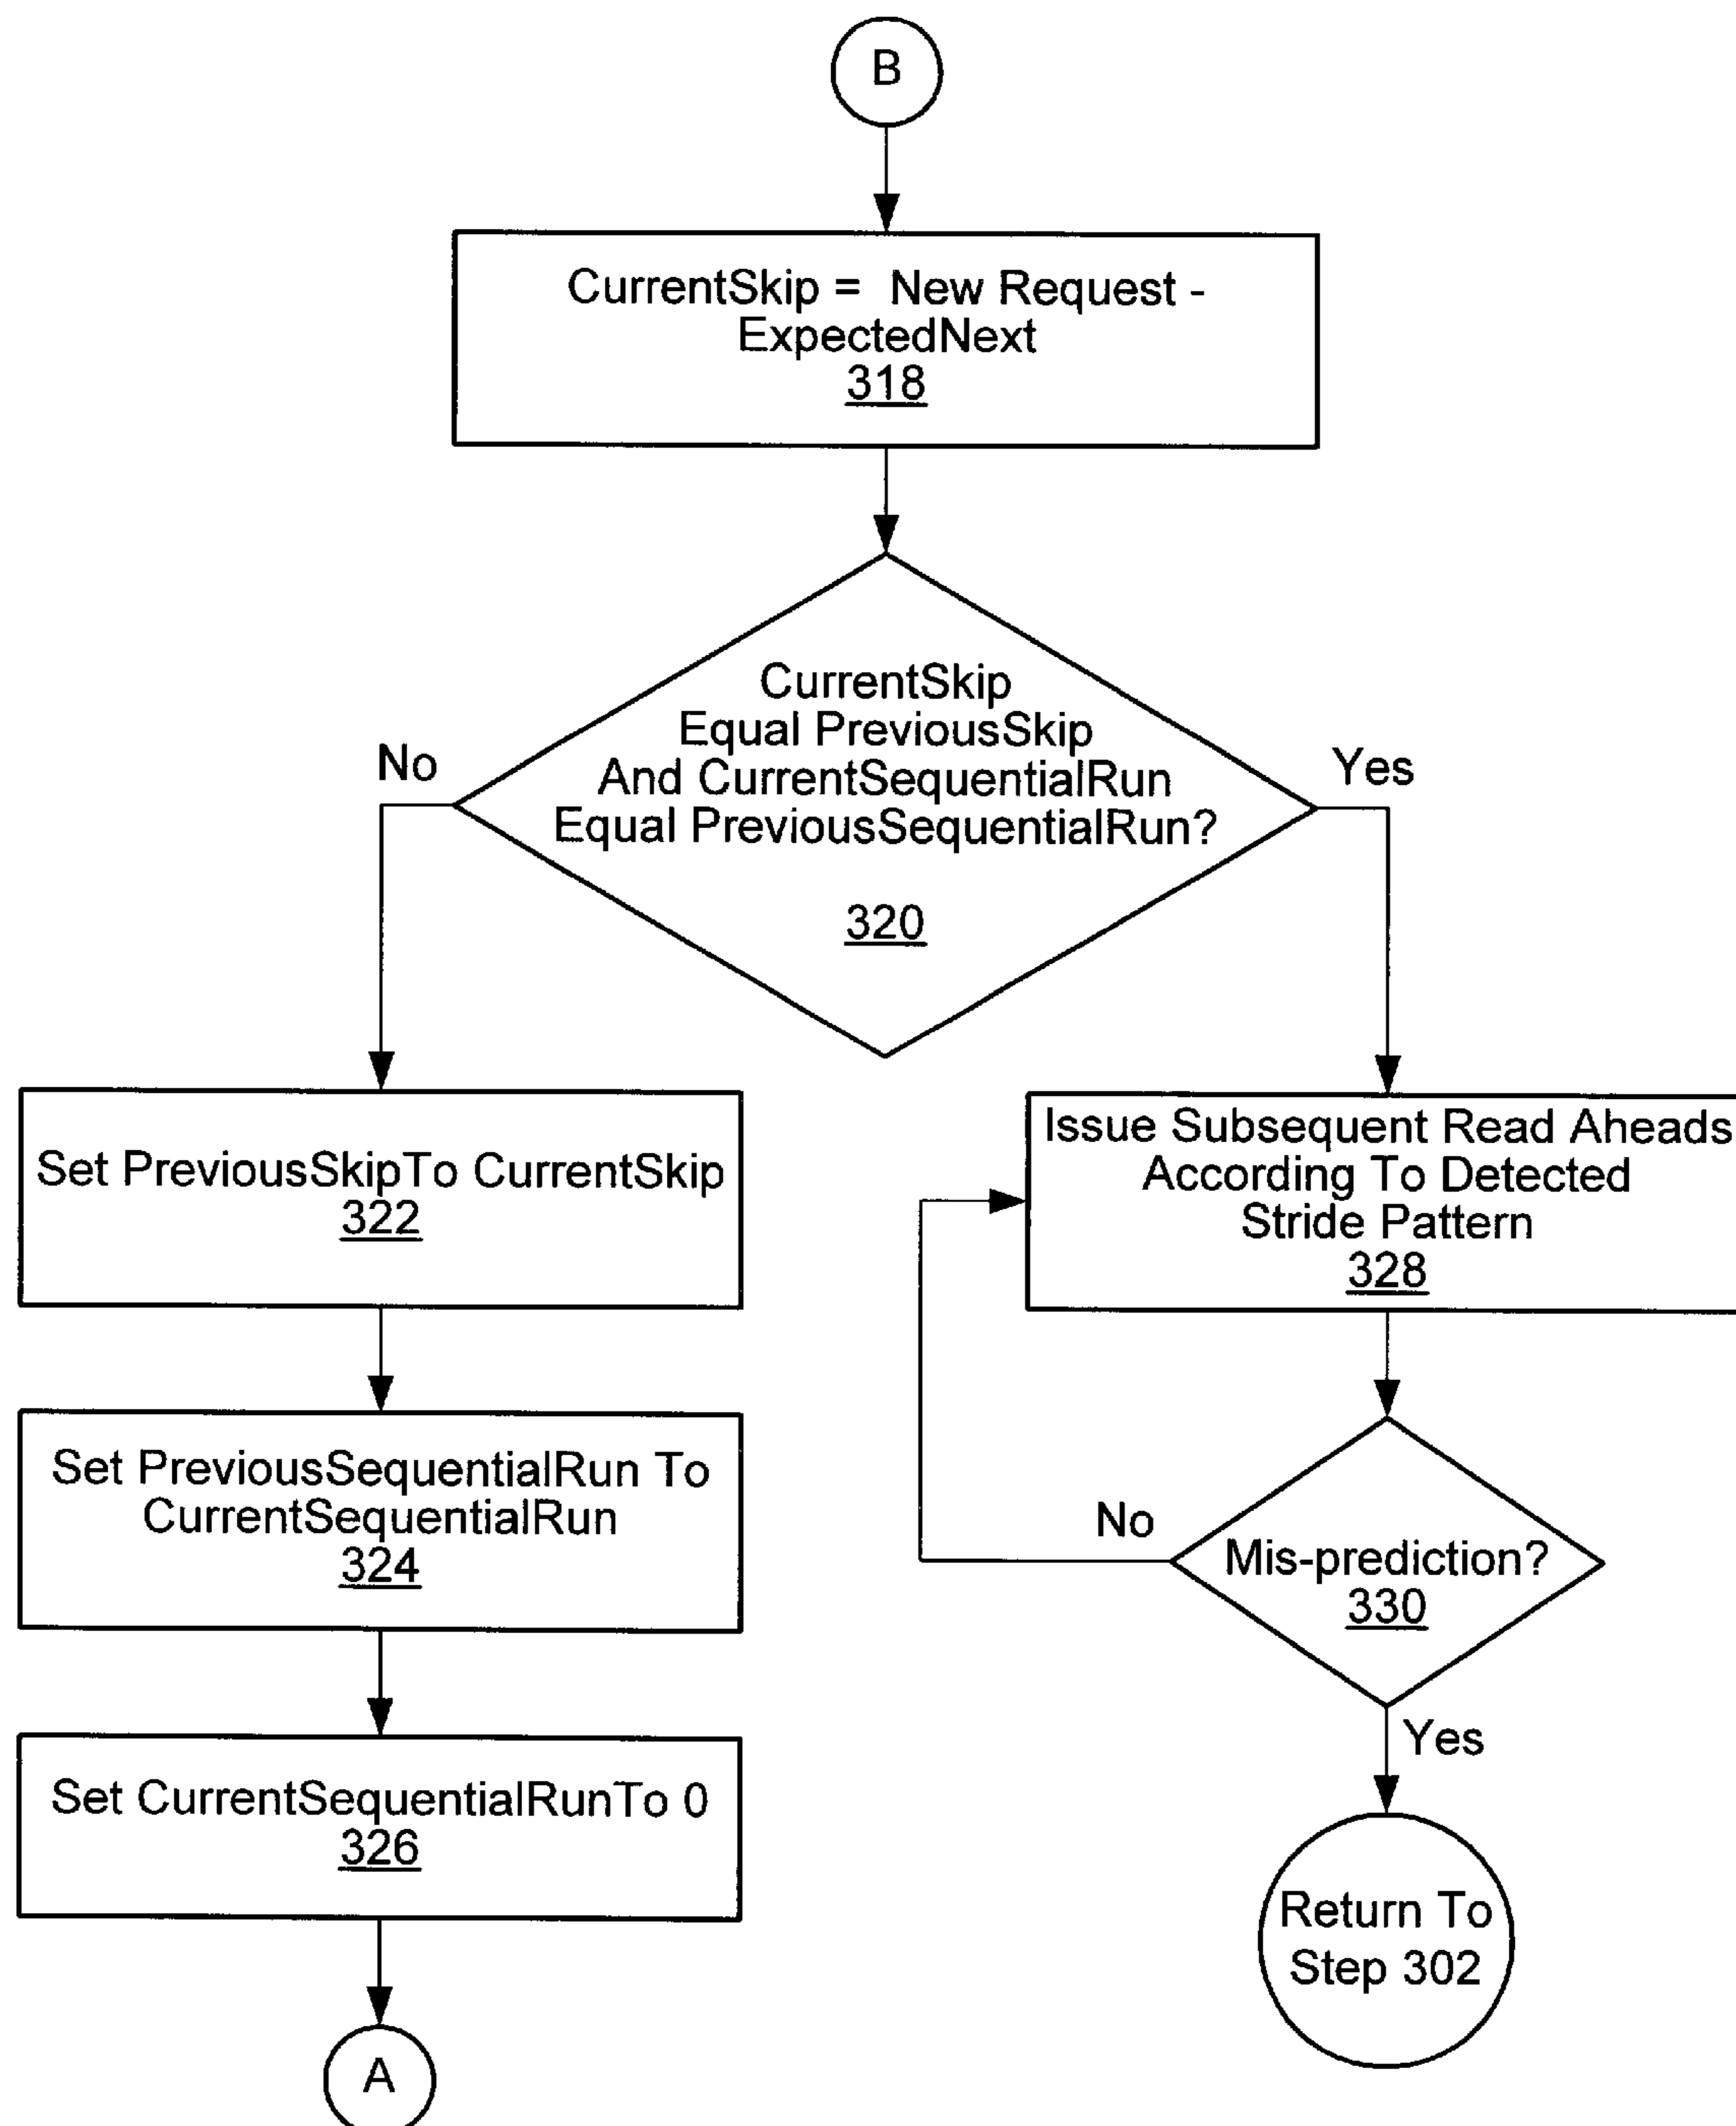 B
CurrentSkip = New Request -
ExpectedNext
318
CurrentSkip
Equal PreviousSkip
And CurrentSequentialRun
Equal PreviousSequentialRun?
320
No
Yes
Set PreviousSkipTo CurrentSkip
322
Set PreviousSequentialRun To
CurrentSequentialRun
324
Set CurrentSequentialRunTo 0
326
A
Issue Subsequent Read Aheads
According To Detected
Stride Pattern
328
No
Mis-prediction?
330
Yes
Return To
Step 302